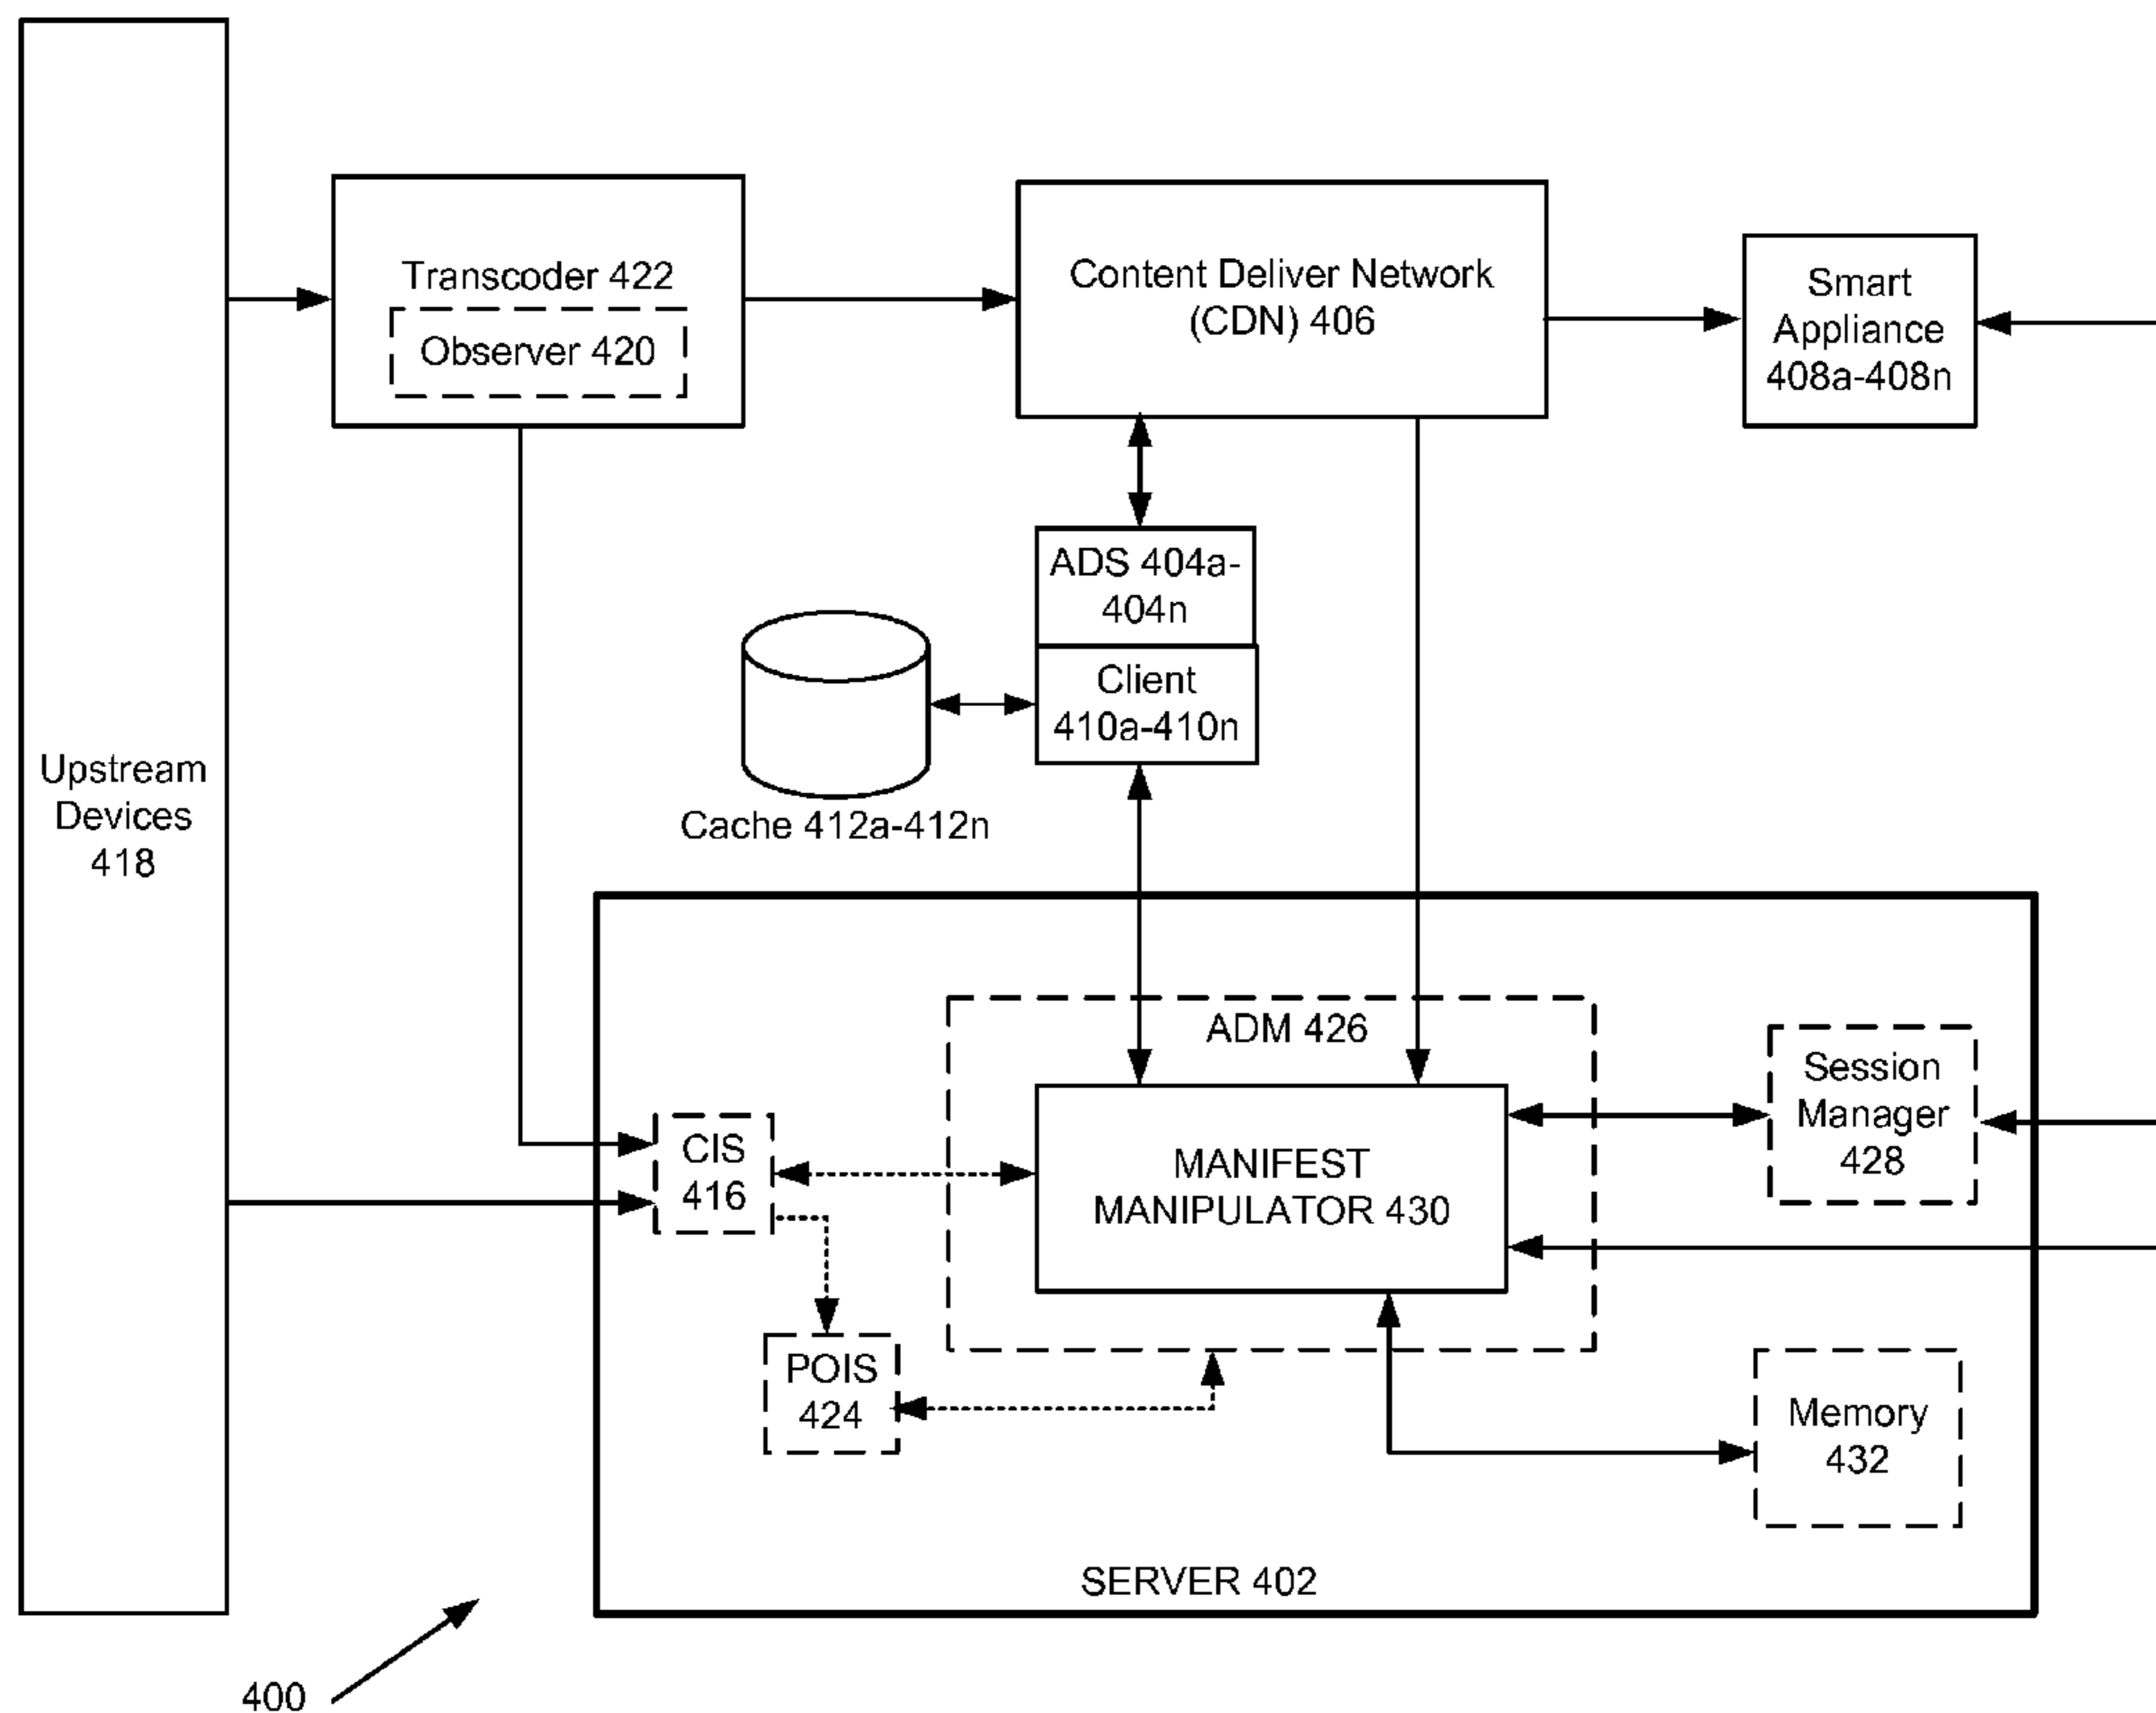 Transcoder 422
Observer 420
Content Deliver Network
(CDN) 406
Smart
Appliance
408a-408n
ADS 404a-
404n
Client
410a-410n
Cache 412a-412n
Upstream
Devices
418
ADM 426
MANIFEST
MANIPULATOR 430
Session
Manager
428
CIS
416
POIS
424
Memory
432
SERVER 402
400